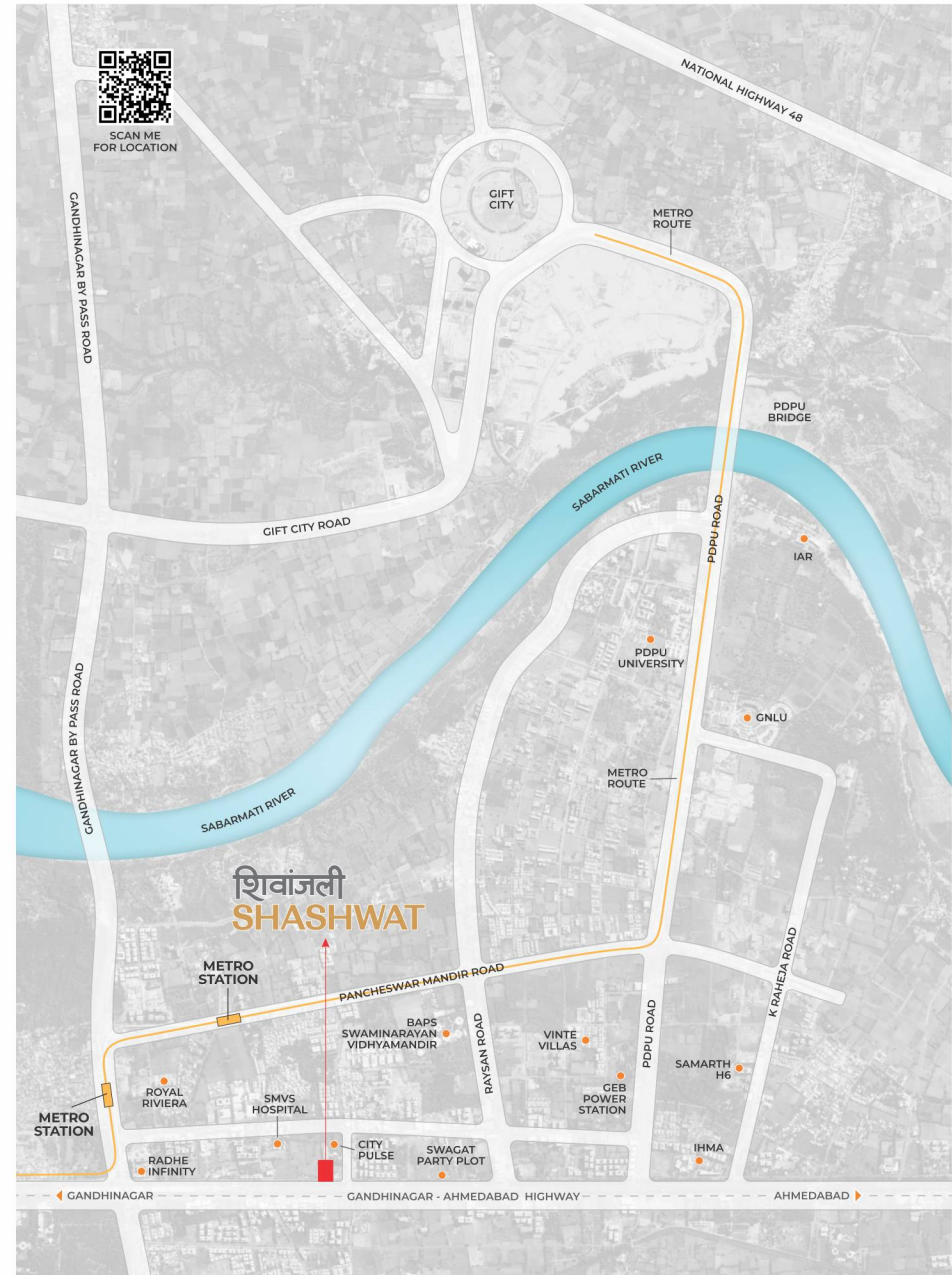 NATIONAL HIGHWAY 48
SCAN ME
FOR LOCATION
GIFT
CITY
METRO
ROUTE
GANDHINAGAR BY PASS ROAD
PDPU
BRIDGE
SABARMATI RIVER
GIFT CITY ROAD
PDPU ROAD
IAR
PDPU
UNIVERSITY
GNLU
GANDHINAGAR BY PASS ROAD
METRO
ROUTE
SABARMATI RIVER
शिवांजली
SHASHWAT
METRO
STATION
PANCHESWAR MANDIR ROAD
K RAHEJA ROAD
BAPS
SWAMINARAYAN
VIDHYAMANDIR
RAYSAN ROAD
VINTE
VILLAS
PDPU ROAD
SAMARTH
H6
ROYAL
RIVIERA
GEB
POWER
STATION
METRO
STATION
SMVS
HOSPITAL
CITY
PULSE
SWAGAT
PARTY PLOT
IHMA
RADHE
INFINITY
GANDHINAGAR
GANDHINAGAR - AHMEDABAD HIGHWAY
AHMEDABAD